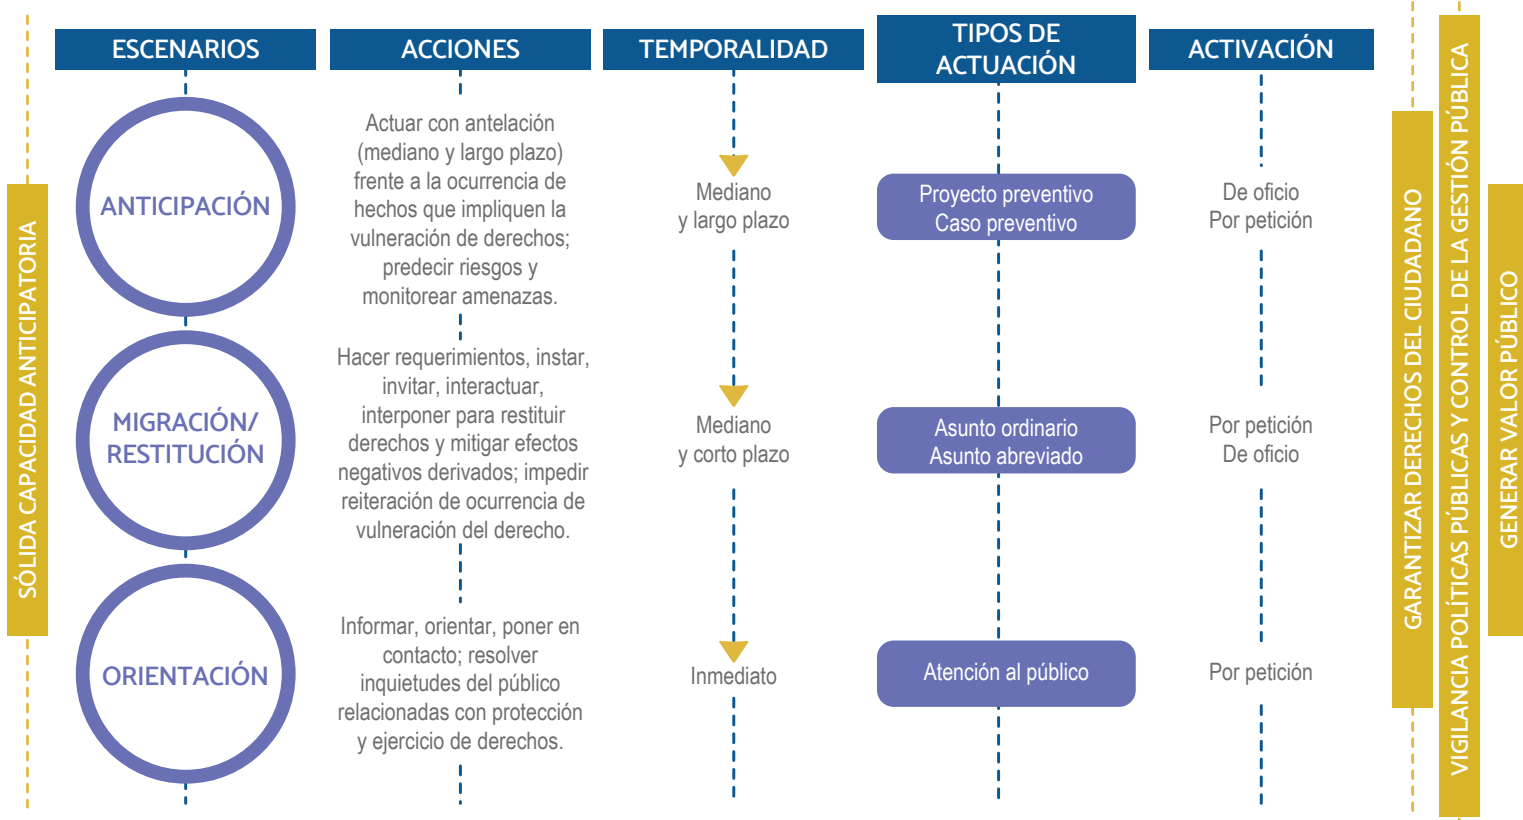 SÓLIDA CAPACIDAD ANTICIPATORIA
ESCENARIOS
ACCIONES
TEMPORALIDAD
TIPOS DE
ACTUACIÓN
ACTIVACIÓN
ANTICIPACIÓN
Actuar con antelación
(mediano y largo plazo)
frente a la ocurrencia de
hechos que impliquen la
vulneración de derechos;
predecir riesgos y
monitorear amenazas.
Mediano
y largo plazo
Proyecto preventivo
Caso preventivo
De oficio
Por petición
MIGRACIÓN/
RESTITUCIÓN
Hacer requerimientos, instar,
invitar, interactuar,
interponer para restituir
derechos y mitigar efectos
negativos derivados; impedir
reiteración de ocurrencia de
vulneración del derecho.
Mediano
y corto plazo
Asunto ordinario
Asunto abreviado
Por petición
De oficio
ORIENTACIÓN
Informar, orientar, poner en
contacto; resolver
inquietudes del público
relacionadas con protección
y ejercicio de derechos.
Inmediato
Atención al público
Por petición
GARANTIZAR DERECHOS DEL CIUDADANO
VIGILANCIA POLÍTICAS PÚBLICAS Y CONTROL DE LA GESTIÓN PÚBLICA
GENERAR VALOR PÚBLICO